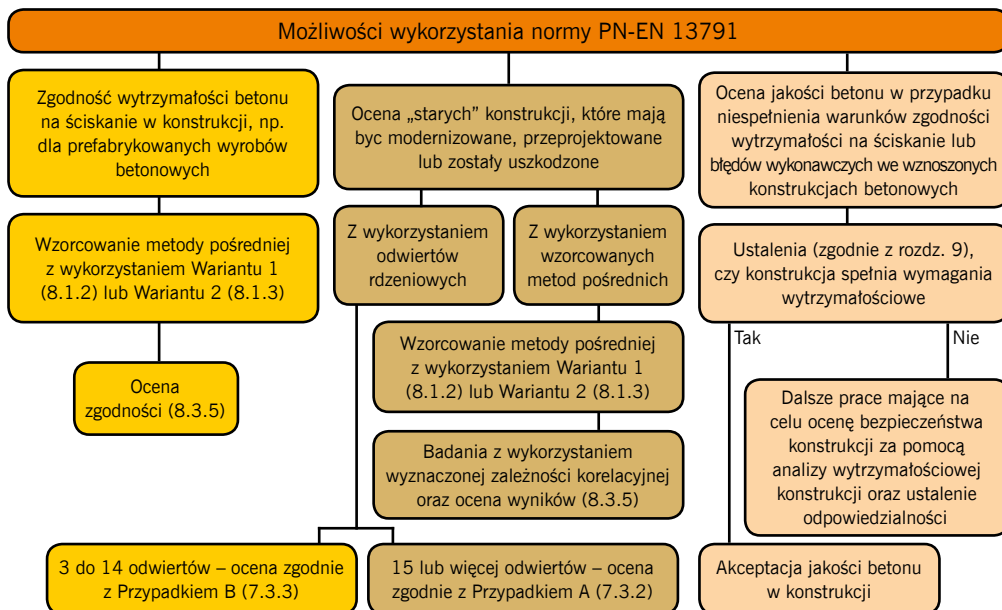 Możliwości wykorzystania normy PN-EN 13791
Zgodność wytrzymałości betonu
na ściskanie w konstrukcji, np.
dla prefabrykowanych wyrobów
betonowych
Wzorcowanie metody pośredniej
z wykorzystaniem Wariantu 1
(8.1.2) lub Wariantu 2 (8.1.3)
Ocena
zgodności (8.3.5)
Ocena „starych” konstrukcji, które mają
byc modernizowane, przeprojektowane
lub zostały uszkodzone
Z wykorzystaniem
odwiertów
rdzeniowych
Z wykorzystaniem
wzorcowanych
metod pośrednich
Wzorcowanie metody pośredniej
z wykorzystaniem Wariantu 1
(8.1.2) lub Wariantu 2 (8.1.3)
Badania z wykorzystaniem
wyznaczonej zależności korelacyjnej
oraz ocena wyników (8.3.5)
3 do 14 odwiertów – ocena zgodnie
z Przypadkiem B (7.3.3)
15 lub więcej odwiertów – ocena
zgodnie z Przypadkiem A (7.3.2)
Ocena jakości betonu w przypadku
niespełnienia warunków zgodności
wytrzymałości na ściskanie lub
błędów wykonawczych we wznoszonych
konstrukcjach betonowych
Ustalenia (zgodnie z rozdz. 9),
czy konstrukcja spełnia wymagania
wytrzymałościowe
Tak
Nie
Dalsze prace mające na
celu ocenę bezpieczeństwa
konstrukcji za pomocą
analizy wytrzymałościowej
konstrukcji oraz ustalenie
odpowiedzialności
Akceptacja jakości betonu
w konstrukcji